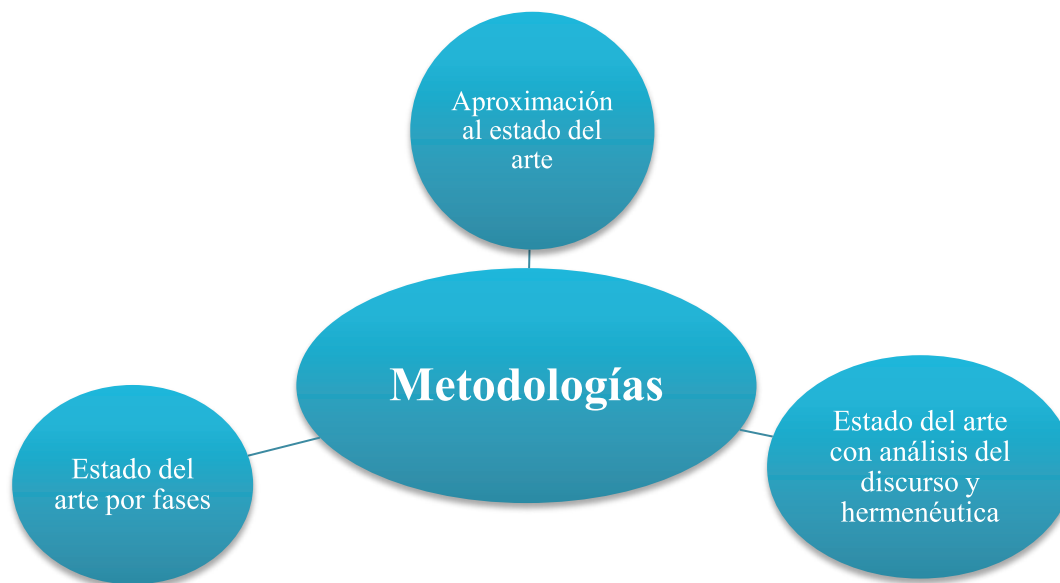 Aproximación
al estado del
arte
Metodologías
Estado del
arte por fases
Estado del arte
con análisis del
discurso y
hermenéutica